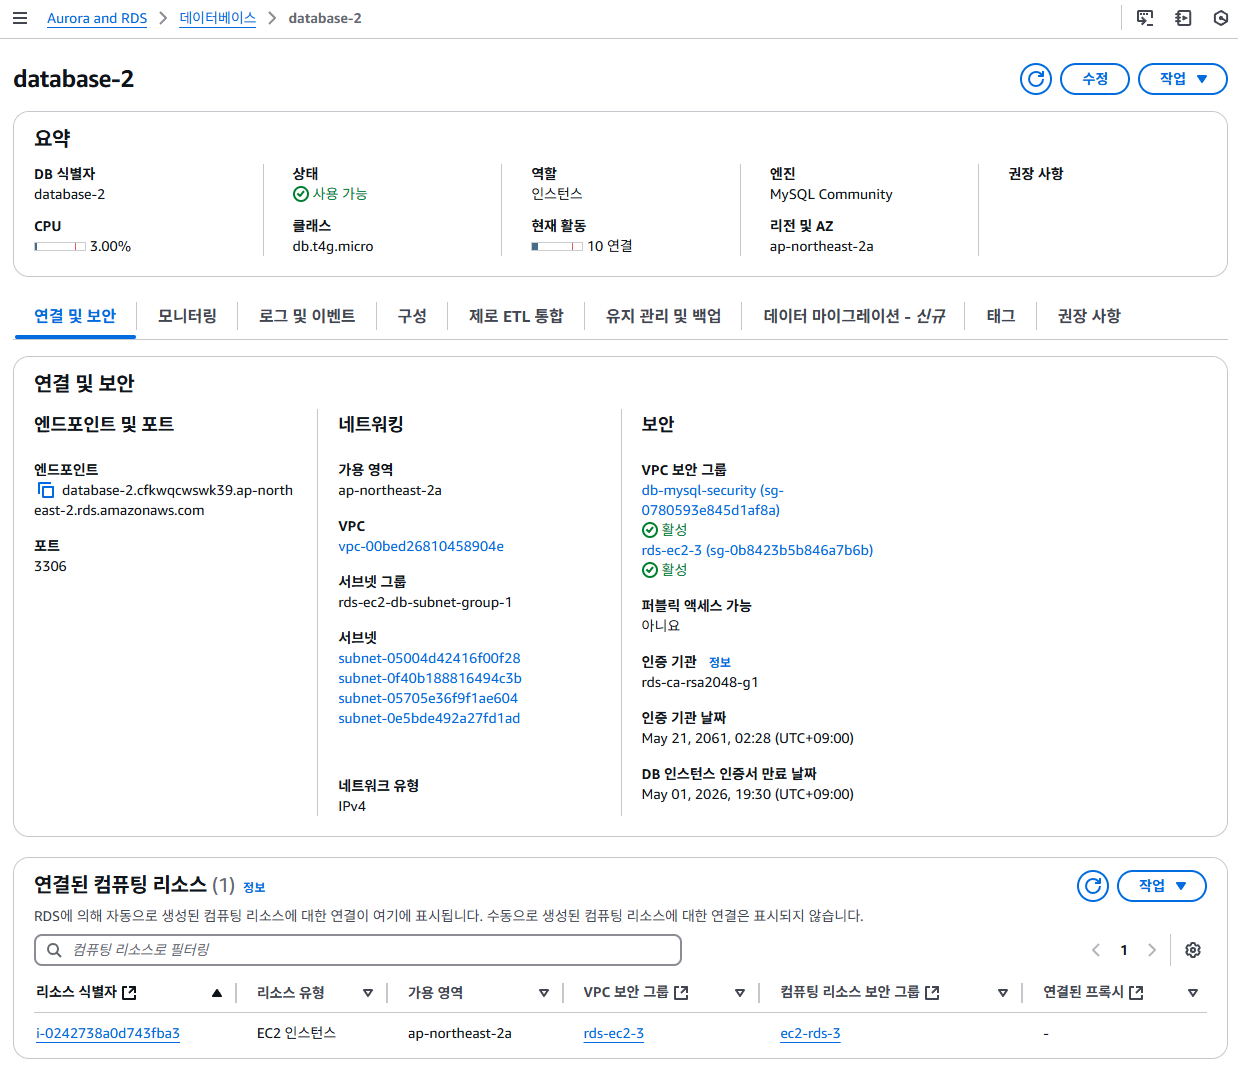 Aurora and RDS > 데이터베이스 > database-2
database-2
수정
작업
요약
DB 식별자
database-2
CPU
3.00%
상태
사용 가능
클래스
db.t4g.micro
역할
인스턴스
현재 활동
10 연결
엔진
MySQL Community
리전 및 AZ
ap-northeast-2a
권장 사항
연결 및 보안
모니터링
로그 및 이벤트
구성
제로 ETL 통합
유지 관리 및 백업
데이터 마이그레이션 - 신규
태그
권장 사항
연결 및 보안
엔드포인트 및 포트
엔드포인트
database-2.cfkwqcwswk39.ap-north
east-2.rds.amazonaws.com
포트
3306
네트워킹
가용 영역
ap-northeast-2a
VPC
vpc-00bed26810458904e
서브넷 그룹
rds-ec2-db-subnet-group-1
서브넷
subnet-05004d42416f00f28
subnet-0f40b188816494c3b
subnet-05705e36f9f1ae604
subnet-0e5bde492a27fd1ad
네트워크 유형
IPv4
보안
VPC 보안 그룹
db-mysql-security (sg-
0780593e845d1af8a)
활성
rds-ec2-3 (sg-0b8423b5b846a7b6b)
활성
퍼블릭 액세스 가능
아니요
인증 기관 정보
rds-ca-rsa2048-g1
인증 기관 날짜
May 21, 2061, 02:28 (UTC+09:00)
DB 인스턴스 인증서 만료 날짜
May 01, 2026, 19:30 (UTC+09:00)
연결된 컴퓨팅 리소스 (1) 정보
작업
RDS에 의해 자동으로 생성된 컴퓨팅 리소스에 대한 연결이 여기에 표시됩니다. 수동으로 생성된 컴퓨팅 리소스에 대한 연결은 표시되지 않습니다.
컴퓨팅 리소스로 필터링
1
리소스 식별자 리소스 유형 가용 영역 VPC 보안 그룹 컴퓨팅 리소스 보안 그룹 연결된 프록시
i-0242738a0d743fba3 EC2 인스턴스 ap-northeast-2a rds-ec2-3 ec2-rds-3 -